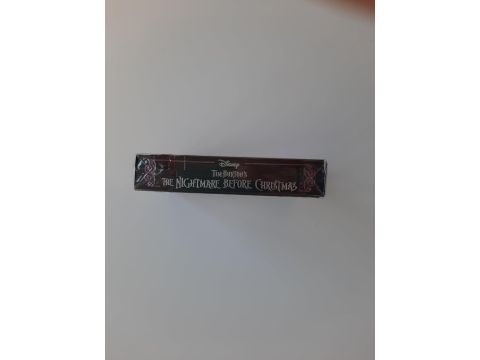 Disney
Tim Burton's
THE NIGHTMARE BEFORE CHRISTMAS